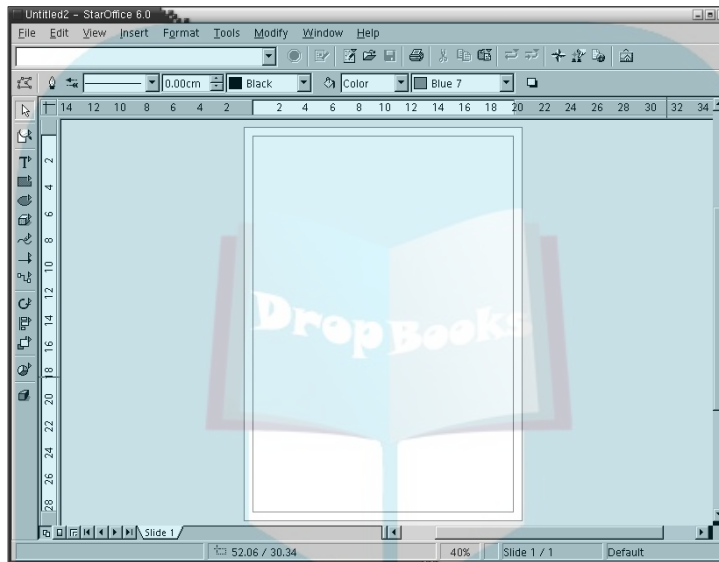 Untitled2 - StarOffice 6.0
File Edit View Insert Format Tools Modify Window Help
0.00cm Black Color Blue 7
14 12 10 8 6 4 2 2 4 6 8 10 12 14 16 18 20 22 24 26 28 30 32 34
2
4
6
8
10
12
14
16
18
20
22
24
26
28
DropBooks
Slide 1
52.06 / 30.34 40% Slide 1 / 1 Default